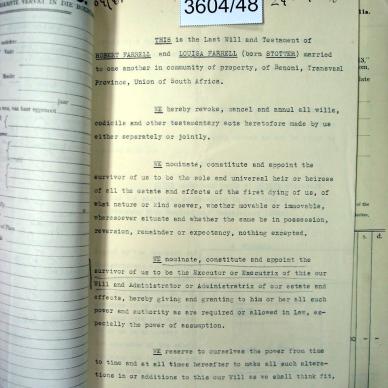 3604/48
THIS is the Last Will and Testament of
ROBERT FARRELL and LOUISA FARRELL (born STOTTER) married
to one another in community of property, of Benoni, Transvaal
Province, Union of South Africa.
WE hereby revoke, cancel and annul all wills,
codicils and other testamentary acts heretofore made by us
either separately or jointly.
WE nominate, constitute and appoint the
survivor of us to be the sole and universal heir or heiress
of all the estate and effects of the first dying of us, of
what nature or kind soever, whether movable or immovable,
wheresoever situate and whether the same be in possession,
reversion, remainder or expectancy, nothing excepted.
WE nominate, constitute and appoint the
survivor of us to be the Executor or Executrix of this our
Will and Administrator or Administratrix of our estate and
effects, hereby giving and granting to him or her all such
power and authority as are required or allowed in law, es-
pecially the power of assumption.
WE reserve to ourselves the power from time
to time and at all times hereafter to make all such altera-
tions in or additions to this our Will as we shall think fit,